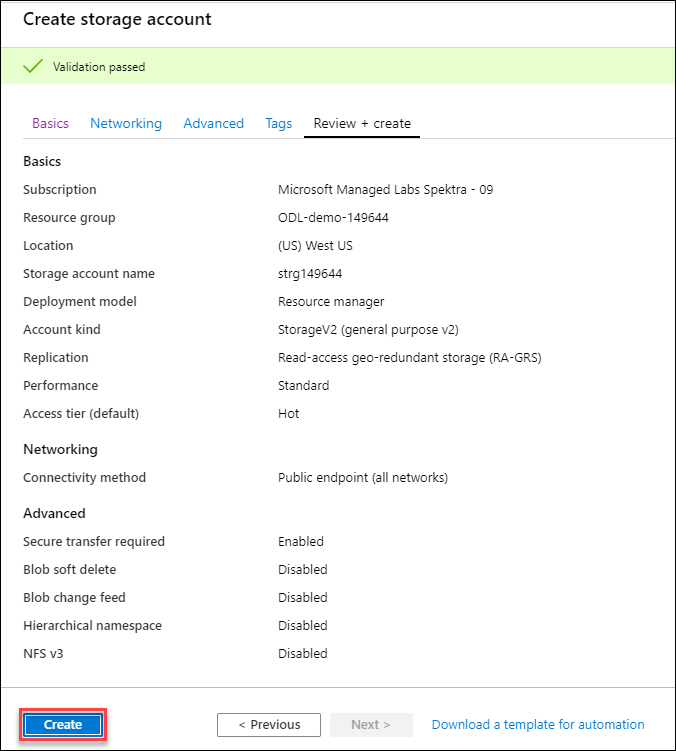 Create storage account
Validation passed
Basics Networking Advanced Tags Review + create
Basics
Subscription Microsoft Managed Labs Spektra - 09
Resource group ODL-demo-149644
Location (US) West US
Storage account name strg149644
Deployment model Resource manager
Account kind StorageV2 (general purpose v2)
Replication Read-access geo-redundant storage (RA-GRS)
Performance Standard
Access tier (default) Hot
Networking
Connectivity method Public endpoint (all networks)
Advanced
Secure transfer required Enabled
Blob soft delete Disabled
Blob change feed Disabled
Hierarchical namespace Disabled
NFS v3 Disabled
Create < Previous Next > Download a template for automation